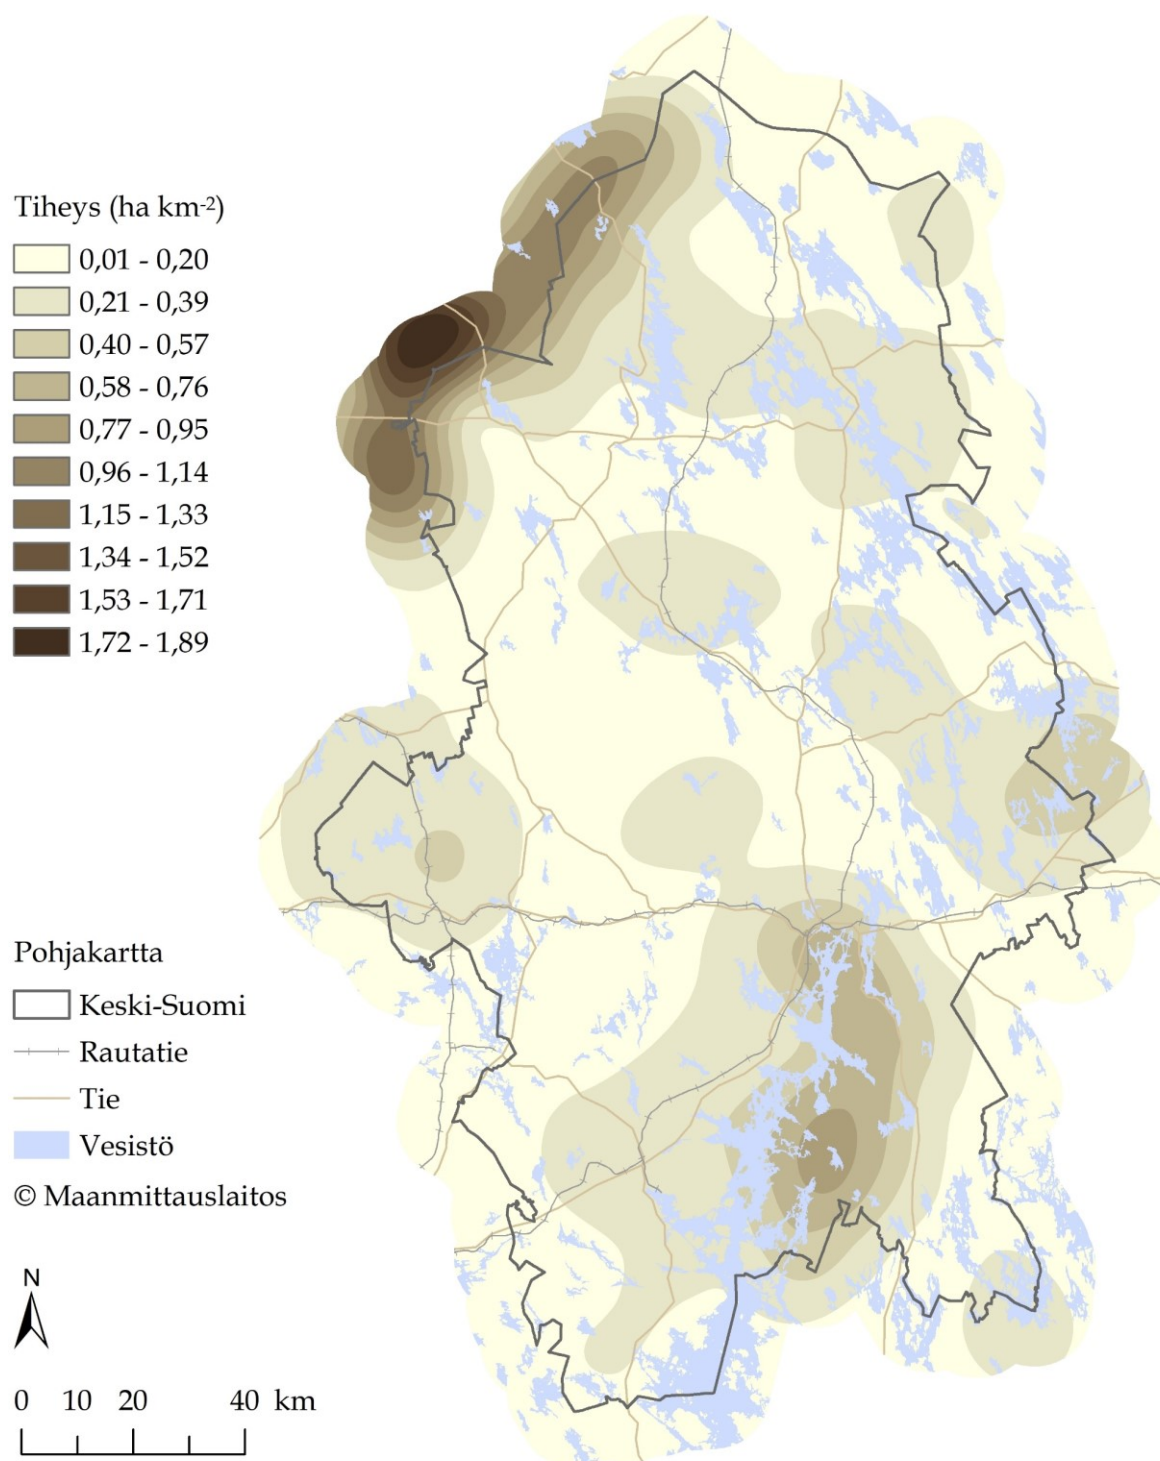 Tiheys (ha km-2)
0,01 - 0,20
0,21 - 0,39
0,40 - 0,57
0,58 - 0,76
0,77 - 0,95
0,96 - 1,14
1,15 - 1,33
1,34 - 1,52
1,53 - 1,71
1,72 - 1,89
Pohjakartta
Keski-Suomi
Rautatie
Tie
Vesistö
© Maanmittauslaitos
N
0 10 20 40 km